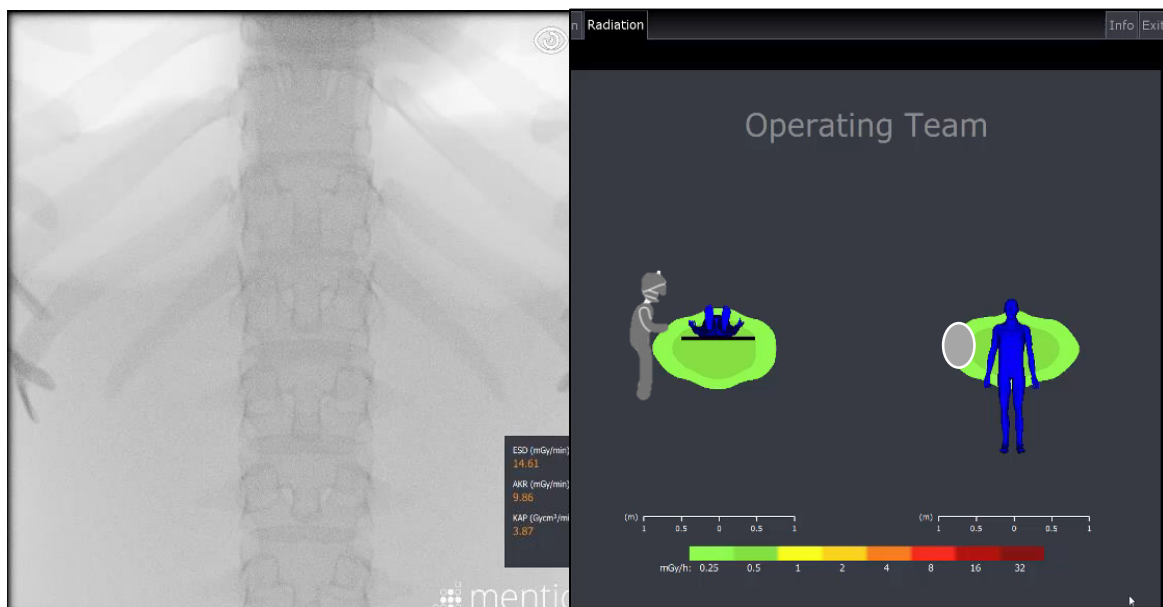 n Radiation Info Exit
Operating Team
ESD (mGy/min)
14.61
AKR (mGy/min)
9.86
KAP (Gycm²/mi
3.87
(m) 1 0.5 0 0.5 1
(m) 1 0.5 0 0.5 1
mGy/h: 0.25 0.5 1 2 4 8 16 32
mentic